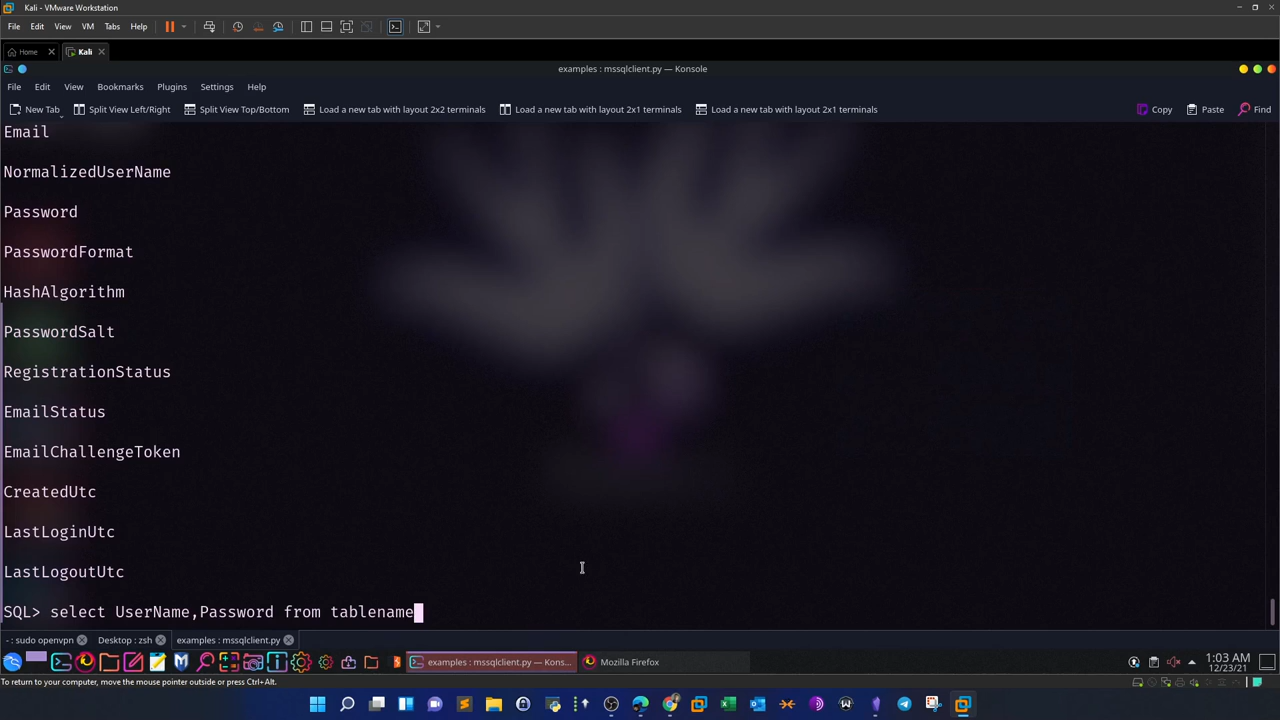 Kali - VMware Workstation
File Edit View VM Tabs Help
Home Kali
examples : mssqlclient.py — Konsole
File Edit View Bookmarks Plugins Settings Help
New Tab Split View Left/Right Split View Top/Bottom Load a new tab with layout 2x2 terminals Load a new tab with layout 2x1 terminals Load a new tab with layout 2x1 terminals Copy Paste Find
Email
NormalizedUserName
Password
PasswordFormat
HashAlgorithm
PasswordSalt
RegistrationStatus
EmailStatus
EmailChallengeToken
CreatedUtc
LastLoginUtc
LastLogoutUtc
SQL> select UserName,Password from tablename
- : sudo openvpn Desktop : zsh examples : mssqlclient.py
examples : mssqlclient.py — Kons... Mozilla Firefox 1:03 AM
12/23/21
To return to your computer, move the mouse pointer outside or press Ctrl+Alt.